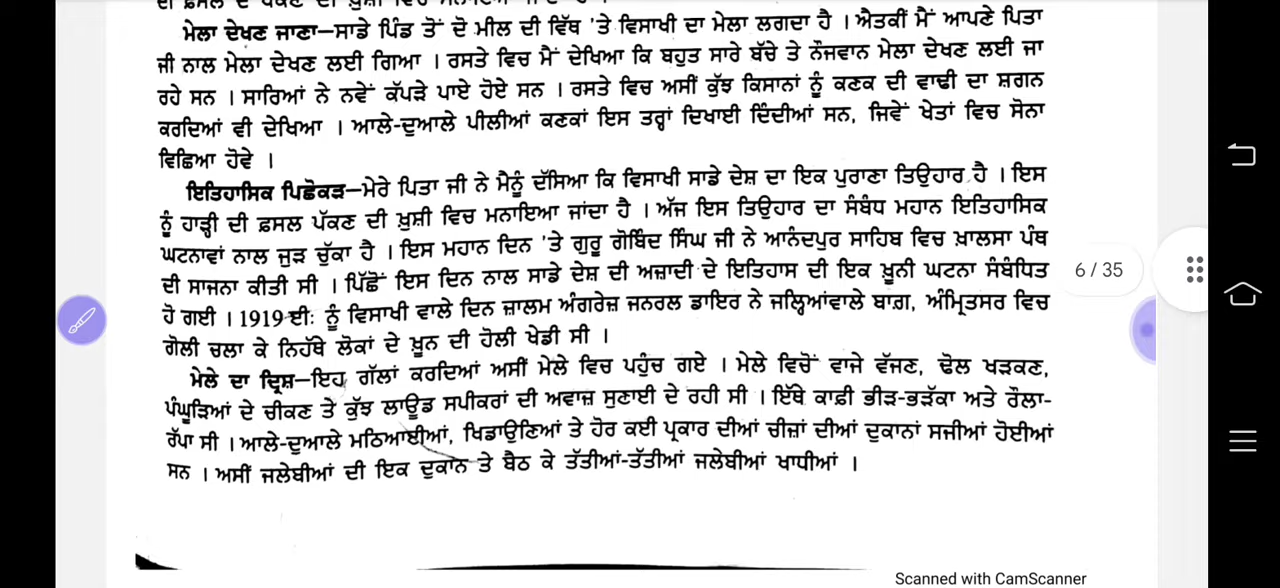 ਮੇਲਾ ਦੇਖਣ ਜਾਣਾ–ਸਾਡੇ ਪਿੰਡ ਤੋਂ ਦੋ ਮੀਲ ਦੀ ਵਿੱਥ 'ਤੇ ਵਿਸਾਖੀ ਦਾ ਮੇਲਾ ਲਗਦਾ ਹੈ । ਐਤਕੀਂ ਮੈਂ ਆਪਣੇ ਪਿਤਾ
ਜੀ ਨਾਲ ਮੇਲਾ ਦੇਖਣ ਲਈ ਗਿਆ । ਰਸਤੇ ਵਿਚ ਮੈਂ ਦੇਖਿਆ ਕਿ ਬਹੁਤ ਸਾਰੇ ਬੱਚੇ ਤੇ ਨੌਜਵਾਨ ਮੇਲਾ ਦੇਖਣ ਲਈ ਜਾ
ਰਹੇ ਸਨ । ਸਾਰਿਆਂ ਨੇ ਨਵੇਂ ਕੱਪੜੇ ਪਾਏ ਹੋਏ ਸਨ । ਰਸਤੇ ਵਿਚ ਅਸੀਂ ਕੁੱਝ ਕਿਸਾਨਾਂ ਨੂੰ ਕਣਕ ਦੀ ਵਾਢੀ ਦਾ ਸ਼ਗਨ
ਕਰਦਿਆਂ ਵੀ ਦੇਖਿਆ । ਆਲੇ-ਦੁਆਲੇ ਪੀਲੀਆਂ ਕਣਕਾਂ ਇਸ ਤਰ੍ਹਾਂ ਦਿਖਾਈ ਦਿੰਦੀਆਂ ਸਨ, ਜਿਵੇਂ ਖੇਤਾਂ ਵਿਚ ਸੋਨਾ
ਵਿਛਿਆ ਹੋਵੇ ।
ਇਤਿਹਾਸਿਕ ਪਿਛੋਕੜ–ਮੇਰੇ ਪਿਤਾ ਜੀ ਨੇ ਮੈਨੂੰ ਦੱਸਿਆ ਕਿ ਵਿਸਾਖੀ ਸਾਡੇ ਦੇਸ਼ ਦਾ ਇਕ ਪੁਰਾਣਾ ਤਿਉਹਾਰ ਹੈ । ਇਸ
ਨੂੰ ਹਾੜ੍ਹੀ ਦੀ ਫ਼ਸਲ ਪੱਕਣ ਦੀ ਖ਼ੁਸ਼ੀ ਵਿਚ ਮਨਾਇਆ ਜਾਂਦਾ ਹੈ । ਅੱਜ ਇਸ ਤਿਉਹਾਰ ਦਾ ਸੰਬੰਧ ਮਹਾਨ ਇਤਿਹਾਸਿਕ
ਘਟਨਾਵਾਂ ਨਾਲ ਜੁੜ ਚੁੱਕਾ ਹੈ । ਇਸ ਮਹਾਨ ਦਿਨ 'ਤੇ ਗੁਰੂ ਗੋਬਿੰਦ ਸਿੰਘ ਜੀ ਨੇ ਆਨੰਦਪੁਰ ਸਾਹਿਬ ਵਿਚ ਖ਼ਾਲਸਾ ਪੰਥ
ਦੀ ਸਾਜਨਾ ਕੀਤੀ ਸੀ । ਪਿੱਛੋਂ ਇਸ ਦਿਨ ਨਾਲ ਸਾਡੇ ਦੇਸ਼ ਦੀ ਅਜ਼ਾਦੀ ਦੇ ਇਤਿਹਾਸ ਦੀ ਇਕ ਖ਼ੂਨੀ ਘਟਨਾ ਸੰਬੰਧਿਤ
ਹੋ ਗਈ । 1919 ਈ: ਨੂੰ ਵਿਸਾਖੀ ਵਾਲੇ ਦਿਨ ਜ਼ਾਲਮ ਅੰਗਰੇਜ਼ ਜਨਰਲ ਡਾਇਰ ਨੇ ਜਲ੍ਹਿਆਂਵਾਲੇ ਬਾਗ਼, ਅੰਮ੍ਰਿਤਸਰ ਵਿਚ
ਗੋਲੀ ਚਲਾ ਕੇ ਨਿਹੱਥੇ ਲੋਕਾਂ ਦੇ ਖ਼ੂਨ ਦੀ ਹੋਲੀ ਖੇਡੀ ਸੀ ।
ਮੇਲੇ ਦਾ ਦ੍ਰਿਸ਼–ਇਹ ਗੱਲਾਂ ਕਰਦਿਆਂ ਅਸੀਂ ਮੇਲੇ ਵਿਚ ਪਹੁੰਚ ਗਏ । ਮੇਲੇ ਵਿਚੋਂ ਵਾਜੇ ਵੱਜਣ, ਢੋਲ ਖੜਕਣ,
ਪੰਘੂੜਿਆਂ ਦੇ ਚੀਕਣ ਤੇ ਕੁੱਝ ਲਾਊਡ ਸਪੀਕਰਾਂ ਦੀ ਅਵਾਜ਼ ਸੁਣਾਈ ਦੇ ਰਹੀ ਸੀ । ਇੱਥੇ ਕਾਫ਼ੀ ਭੀੜ-ਭੜੱਕਾ ਅਤੇ ਰੌਲਾ-
ਰੱਪਾ ਸੀ । ਆਲੇ-ਦੁਆਲੇ ਮਠਿਆਈਆਂ, ਖਿਡਾਉਣਿਆਂ ਤੇ ਹੋਰ ਕਈ ਪ੍ਰਕਾਰ ਦੀਆਂ ਚੀਜ਼ਾਂ ਦੀਆਂ ਦੁਕਾਨਾਂ ਸਜੀਆਂ ਹੋਈਆਂ
ਸਨ । ਅਸੀਂ ਜਲੇਬੀਆਂ ਦੀ ਇਕ ਦੁਕਾਨ ਤੇ ਬੈਠ ਕੇ ਤੱਤੀਆਂ-ਤੱਤੀਆਂ ਜਲੇਬੀਆਂ ਖਾਧੀਆਂ ।
6 / 35
Scanned with CamScanner